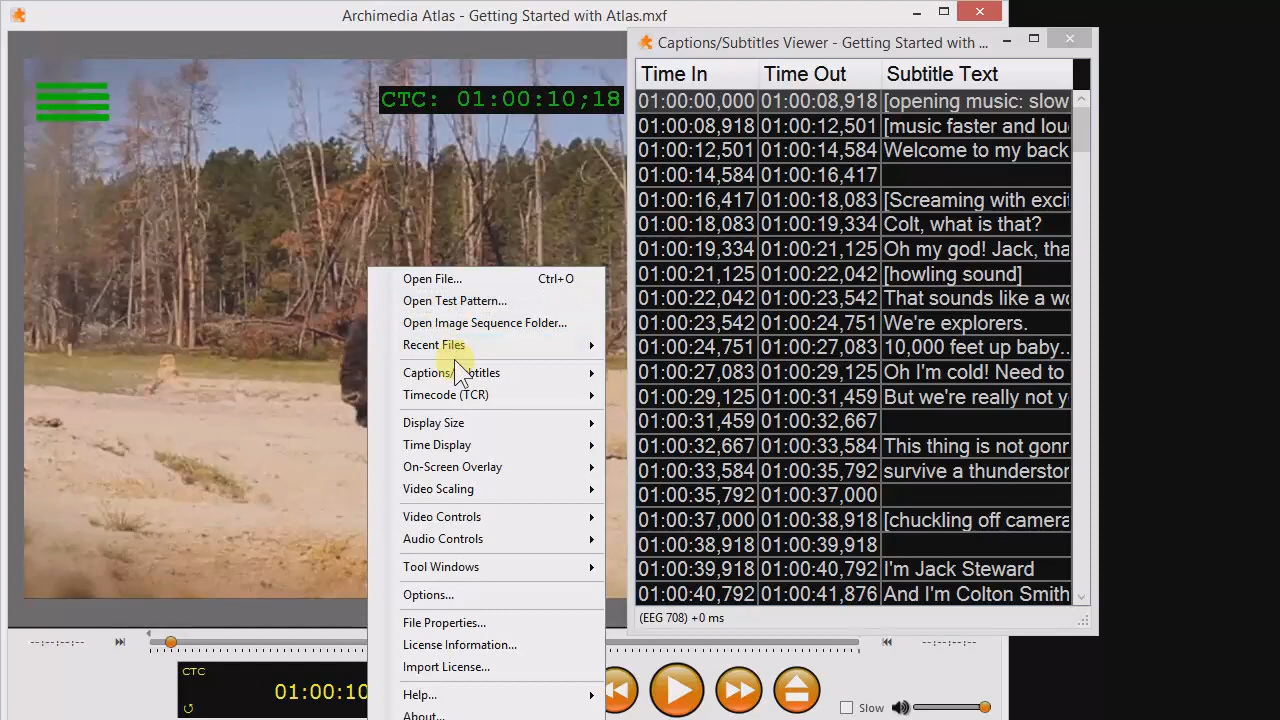 Archimedia Atlas - Getting Started with Atlas.mxf
Captions/Subtitles Viewer - Getting Started with ...
CTC: 01:00:10;18
Time In Time Out Subtitle Text
01:00:00,000 01:00:08,918 [opening music: slow
01:00:08,918 01:00:12,501 [music faster and lou
01:00:12,501 01:00:14,584 Welcome to my back
01:00:14,584 01:00:16,417
01:00:16,417 01:00:18,083 [Screaming with exci
01:00:18,083 01:00:19,334 Colt, what is that?
01:00:19,334 01:00:21,125 Oh my god! Jack, tha
01:00:21,125 01:00:22,042 [howling sound]
01:00:22,042 01:00:23,542 That sounds like a wo
01:00:23,542 01:00:24,751 We're explorers.
01:00:24,751 01:00:27,083 10,000 feet up baby..
01:00:27,083 01:00:29,125 Oh I'm cold! Need to
01:00:29,125 01:00:31,459 But we're really not y
01:00:31,459 01:00:32,667
01:00:32,667 01:00:33,584 This thing is not gonr
01:00:33,584 01:00:35,792 survive a thunderstor
01:00:35,792 01:00:37,000
01:00:37,000 01:00:38,918 [chuckling off camera
01:00:38,918 01:00:39,918
01:00:39,918 01:00:40,792 I'm Jack Steward
01:00:40,792 01:00:41,876 And I'm Colton Smith
(EEG 708) +0 ms
Open File... Ctrl+O
Open Test Pattern...
Open Image Sequence Folder...
Recent Files
Captions/Subtitles
Timecode (TCR)
Display Size
Time Display
On-Screen Overlay
Video Scaling
Video Controls
Audio Controls
Tool Windows
Options...
File Properties...
License Information...
Import License...
Help...
About...
--:--:--;-- --:--:--;--
CTC
01:00:10
Slow